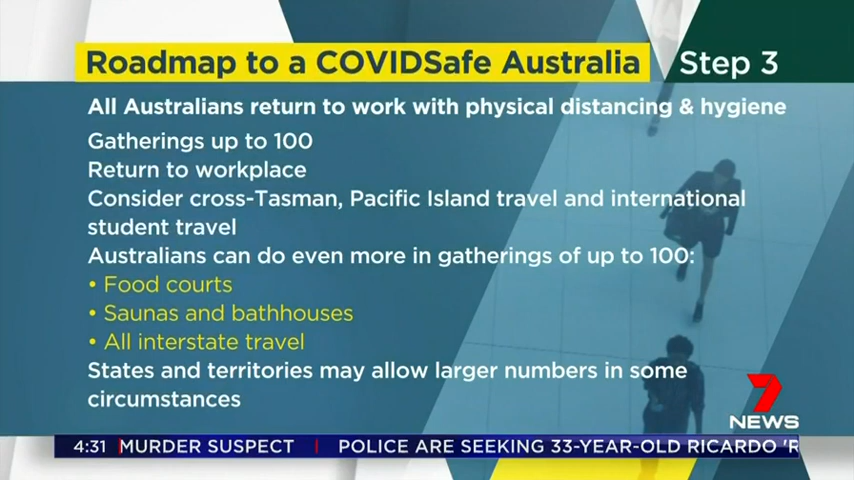 Roadmap to a COVIDSafe Australia Step 3
All Australians return to work with physical distancing & hygiene
Gatherings up to 100
Return to workplace
Consider cross-Tasman, Pacific Island travel and international
student travel
Australians can do even more in gatherings of up to 100:
• Food courts
• Saunas and bathhouses
• All interstate travel
States and territories may allow larger numbers in some
circumstances
7
NEWS
4:31 MURDER SUSPECT | POLICE ARE SEEKING 33-YEAR-OLD RICARDO 'R